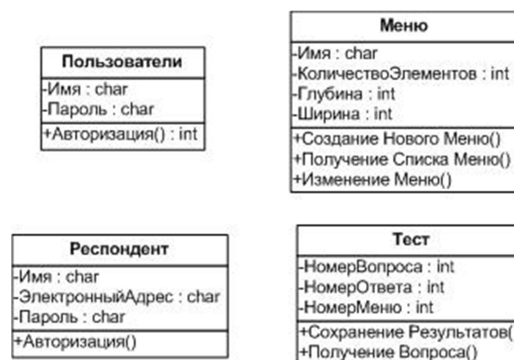 Пользователи
-Имя : char
-Пароль : char
+Авторизация() : int
Меню
-Имя : char
-КоличествоЭлементов : int
-Глубина : int
-Ширина : int
+Создание Нового Меню()
+Получение Списка Меню()
+Изменение Меню()
Респондент
-Имя : char
-ЭлектронныйАдрес : char
-Пароль : char
+Авторизация()
Тест
-НомерВопроса : int
-НомерОтвета : int
-НомерМеню : int
+Сохранение Результатов(
+Получение Вопроса()